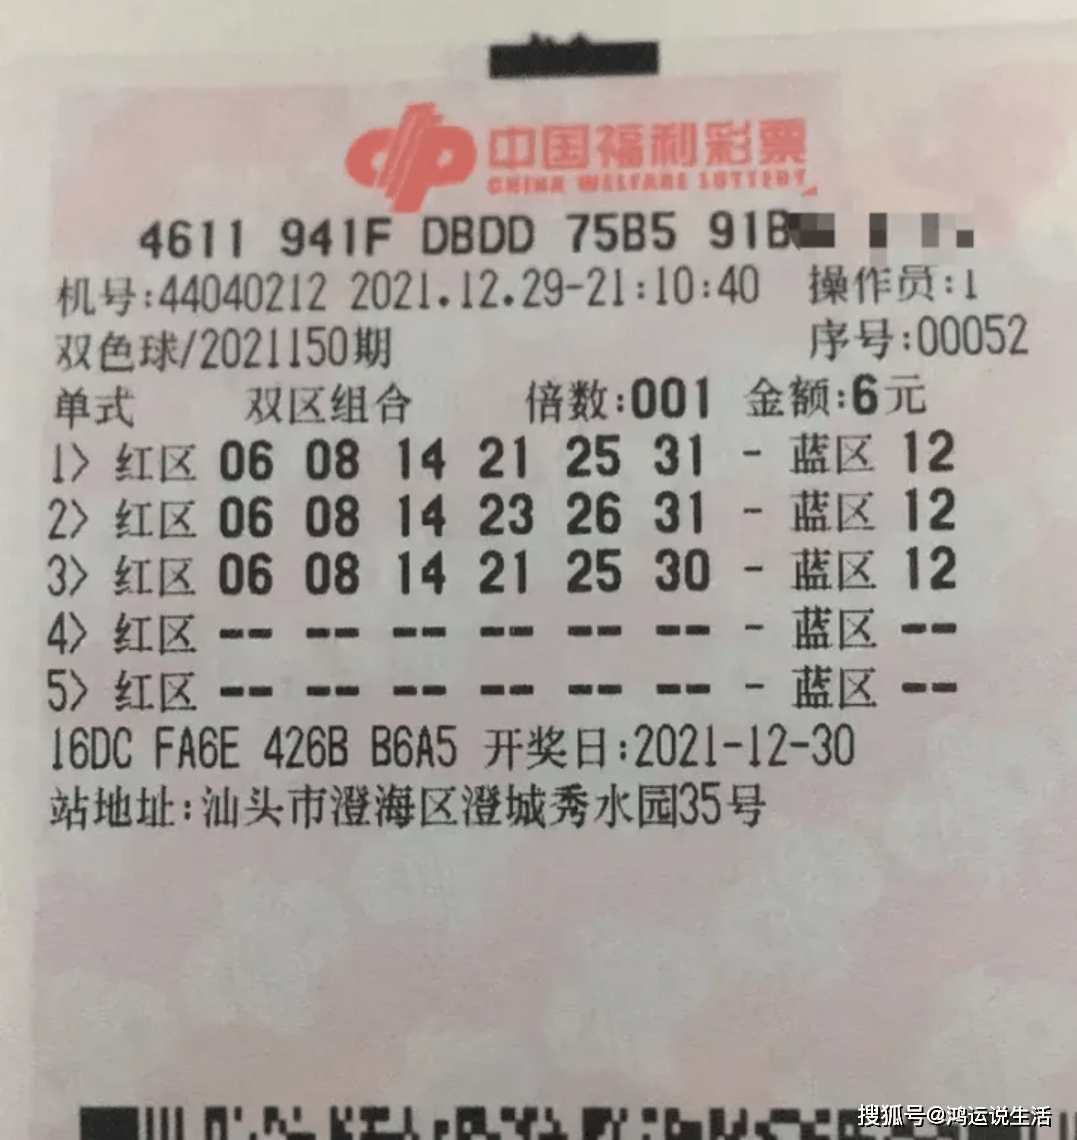 中国福利彩票
CHINA WELFARE LOTTERY
4611 941F DBDD 75B5 91B
机号:44040212 2021.12.29-21:10:40 操作员:1
双色球/2021150期 序号:00052
单式 双区组合 倍数:001 金额:6元
1> 红区 06 08 14 21 25 31 - 蓝区 12
2> 红区 06 08 14 23 26 31 - 蓝区 12
3> 红区 06 08 14 21 25 30 - 蓝区 12
4> 红区 -- -- -- -- -- -- - 蓝区 --
5> 红区 -- -- -- -- -- -- - 蓝区 --
16DC FA6E 426B B6A5 开奖日:2021-12-30
站地址:汕头市澄海区澄城秀水园35号
搜狐号@鸿运说生活